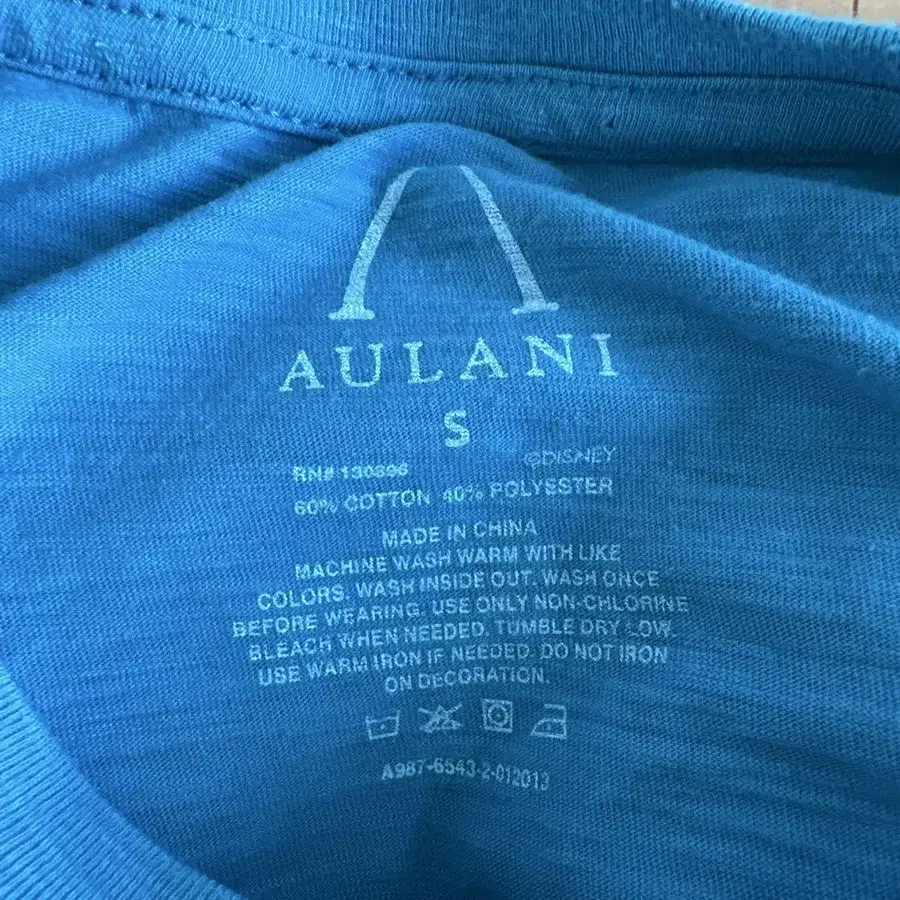 AULANI
S
RN# 130896 ©DISNEY
60% COTTON 40% POLYESTER
MADE IN CHINA
MACHINE WASH WARM WITH LIKE
COLORS. WASH INSIDE OUT. WASH ONCE
BEFORE WEARING. USE ONLY NON-CHLORINE
BLEACH WHEN NEEDED. TUMBLE DRY LOW.
USE WARM IRON IF NEEDED. DO NOT IRON
ON DECORATION.
A987-6543-2-012013